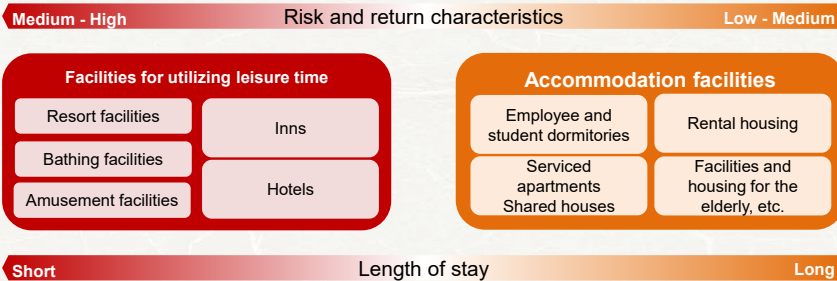 Medium - High
Risk and return characteristics
Low - Medium
Facilities for utilizing leisure time
Resort facilities
Bathing facilities
Amusement facilities
Inns
Hotels
Accommodation facilities
Employee and
student dormitories
Rental housing
Serviced
apartments
Shared houses
Facilities and
housing for the
elderly, etc.
Short
Length of stay
Long